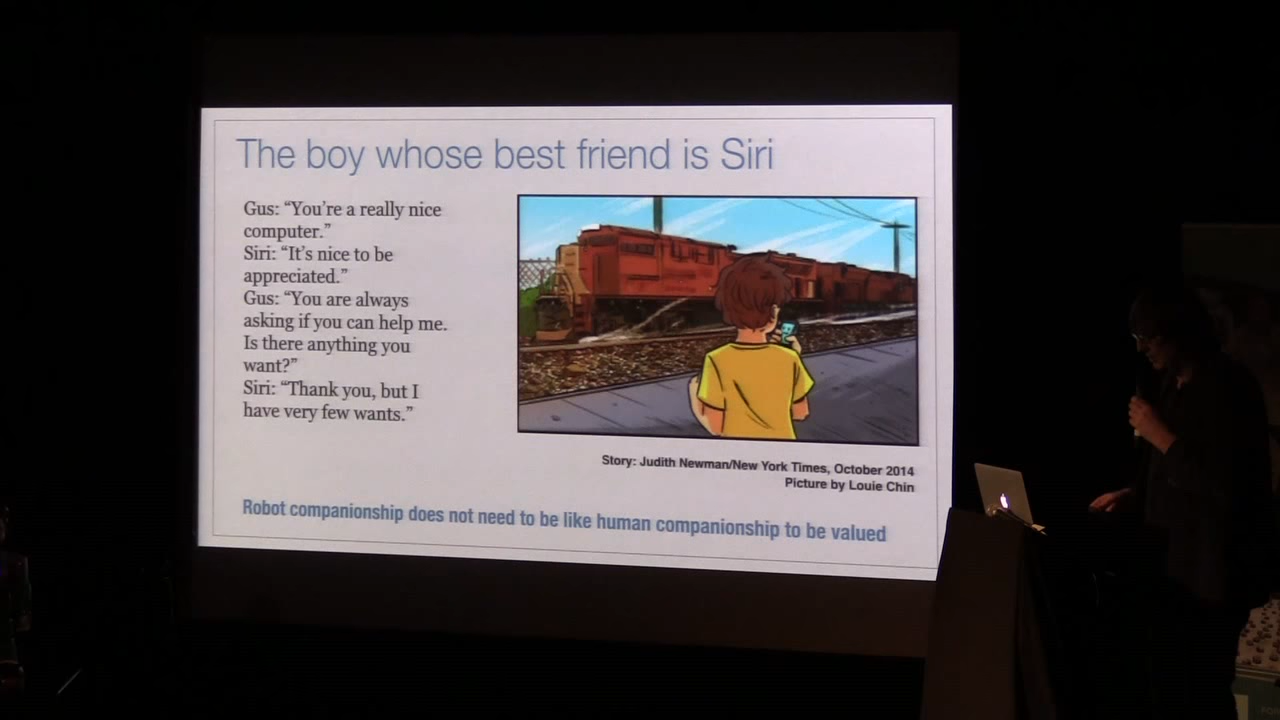 The boy whose best friend is Siri
Gus: “You’re a really nice
computer.”
Siri: “It’s nice to be
appreciated.”
Gus: “You are always
asking if you can help me.
Is there anything you
want?”
Siri: “Thank you, but I
have very few wants.”
Story: Judith Newman/New York Times, October 2014
Picture by Louie Chin
Robot companionship does not need to be like human companionship to be valued